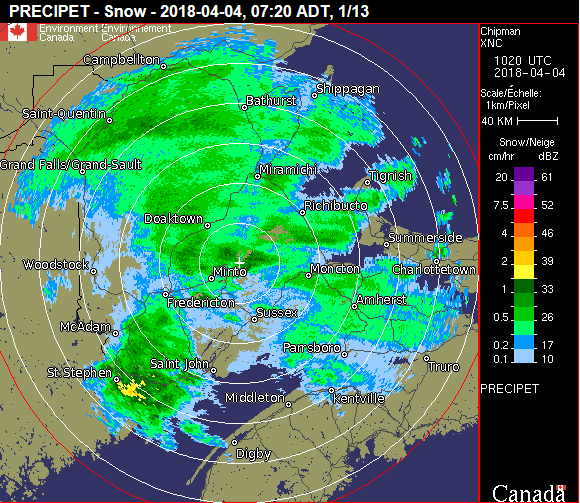 PRECIPET - Snow - 2018-04-04, 07:20 ADT, 1/13
Environment Environnement
Canada Canada
Chipman
XNC
1020 UTC
2018-04-04
Scale/Échelle:
1km/Pixel
40 KM
Snow/Neige
cm/hr dBZ
20 61
7.5 52
4 46
2 39
1 33
0.5 26
0.2 17
0.1 10
PRECIPET
Canada
Campbellton
Shippagan
Bathurst
Saint-Quentin
Grand Falls/Grand-Sault
Miramichi
Tignish
Richibucto
Doaktown
Summerside
Woodstock
Minto
Moncton
Charlottetown
Fredericton
Amherst
Sussex
McAdam
Parrsboro
Saint John
Truro
St. Stephen
Middleton
Kentville
Digby